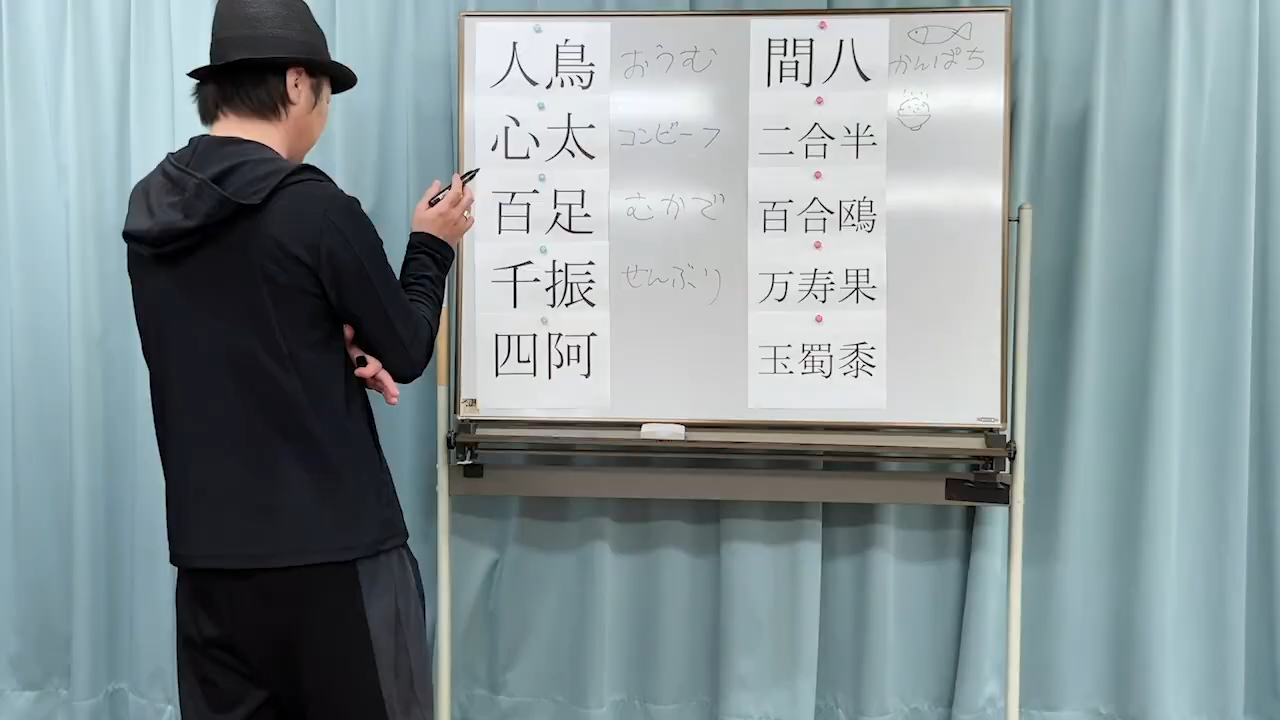 人鳥 おうむ
心太 コンビーフ
百足 むかで
千振 せんぶり
四阿
間八 かんぱち
二合半
百合鴎
万寿果
玉蜀黍